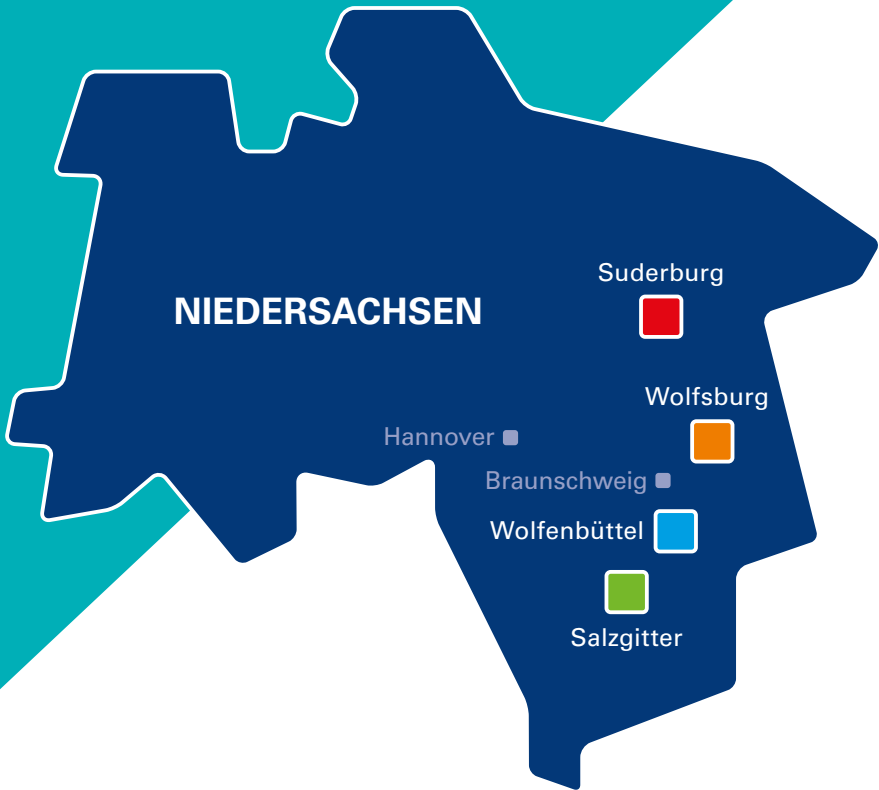 Suderburg
NIEDERSACHSEN
Wolfsburg
Hannover
Braunschweig
Wolfenbüttel
Salzgitter